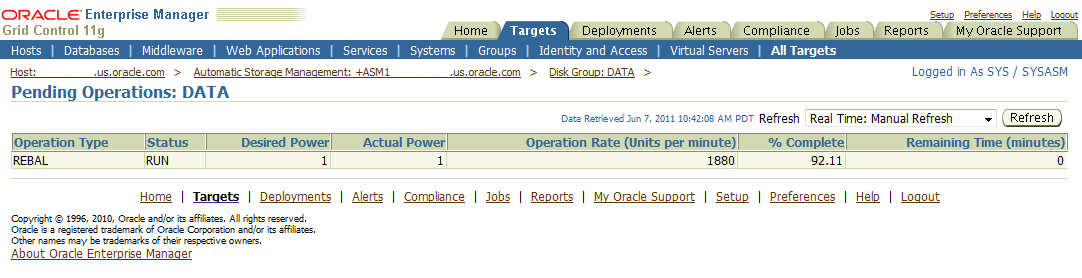 ORACLE Enterprise Manager
Grid Control 11g
Setup Preferences Help Logout
Home Targets Deployments Alerts Compliance Jobs Reports My Oracle Support
Hosts | Databases | Middleware | Web Applications | Services | Systems | Groups | Identity and Access | Virtual Servers | All Targets
Host: .us.oracle.com > Automatic Storage Management: +ASM1 .us.oracle.com > Disk Group: DATA >
Logged in As SYS / SYSASM
Pending Operations: DATA
Data Retrieved Jun 7, 2011 10:42:08 AM PDT Refresh Real Time: Manual Refresh Refresh
Operation Type Status Desired Power Actual Power Operation Rate (Units per minute) % Complete Remaining Time (minutes)
REBAL RUN 1 1 1880 92.11 0
Home | Targets | Deployments | Alerts | Compliance | Jobs | Reports | My Oracle Support | Setup | Preferences | Help | Logout
Copyright © 1996, 2010, Oracle and/or its affiliates. All rights reserved.
Oracle is a registered trademark of Oracle Corporation and/or its affiliates.
Other names may be trademarks of their respective owners.
About Oracle Enterprise Manager